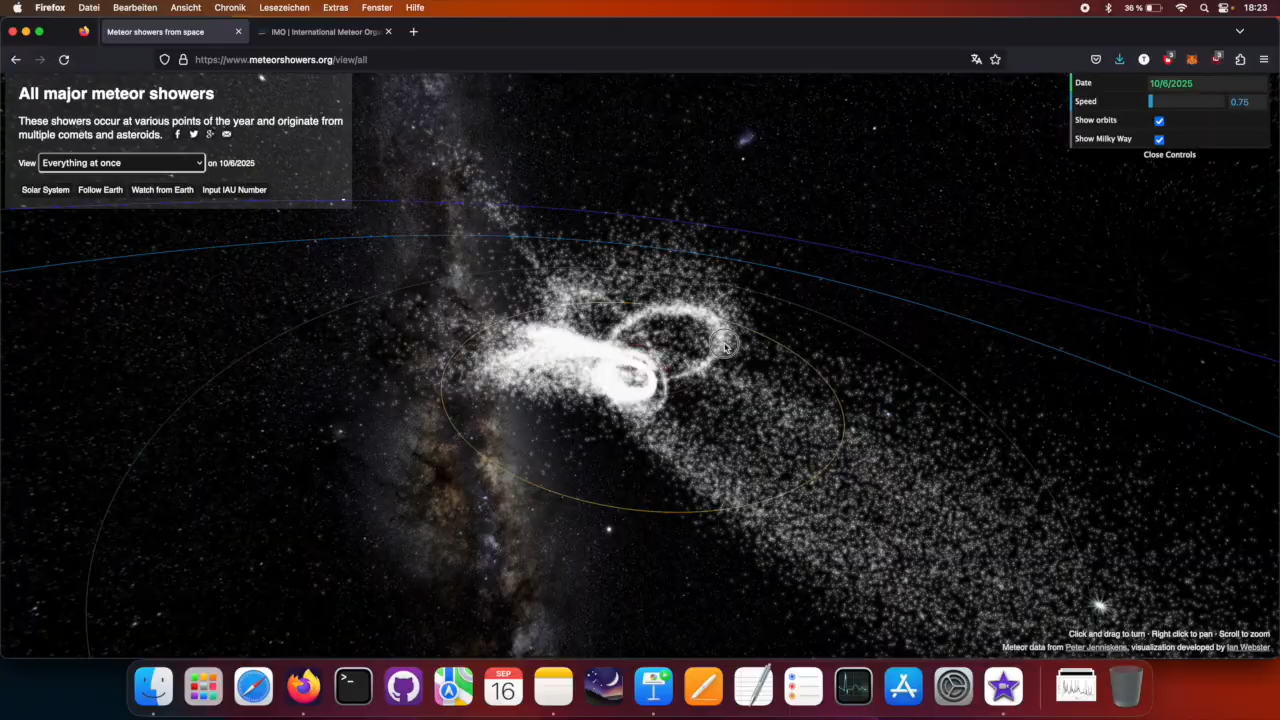 Firefox Datei Bearbeiten Ansicht Chronik Lesezeichen Extras Fenster Hilfe 36 % 18:23
Meteor showers from space IMO | International Meteor Orga
https://www.meteorshowers.org/view/all
All major meteor showers
These showers occur at various points of the year and originate from
multiple comets and asteroids.
View Everything at once on 10/6/2025
Solar System Follow Earth Watch from Earth Input IAU Number
Date 10/6/2025
Speed 0.75
Show orbits
Show Milky Way
Close Controls
Click and drag to turn · Right click to pan · Scroll to zoom
Meteor data from Peter Jenniskens, visualization developed by Ian Webster
SEP
16